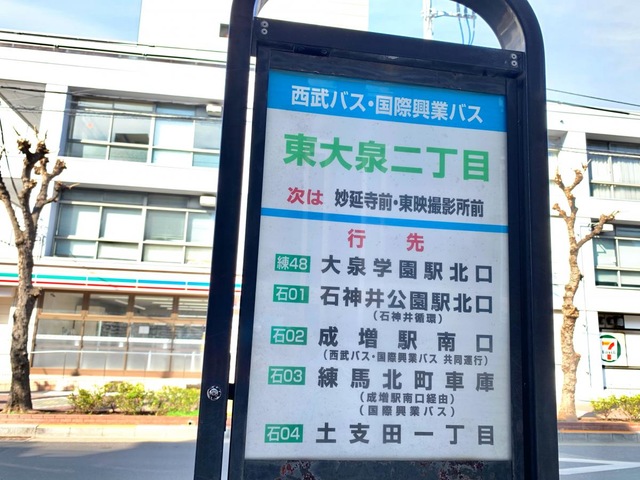 西武バス・国際興業バス
東大泉二丁目
次は 妙延寺前・東映撮影所前
行先
練48 大泉学園駅北口
石01 石神井公園駅北口
(石神井循環)
石02 成増駅南口
(西武バス・国際興業バス 共同運行)
石03 練馬北町車庫
(成増駅南口経由)
(国際興業バス)
石04 土支田一丁目